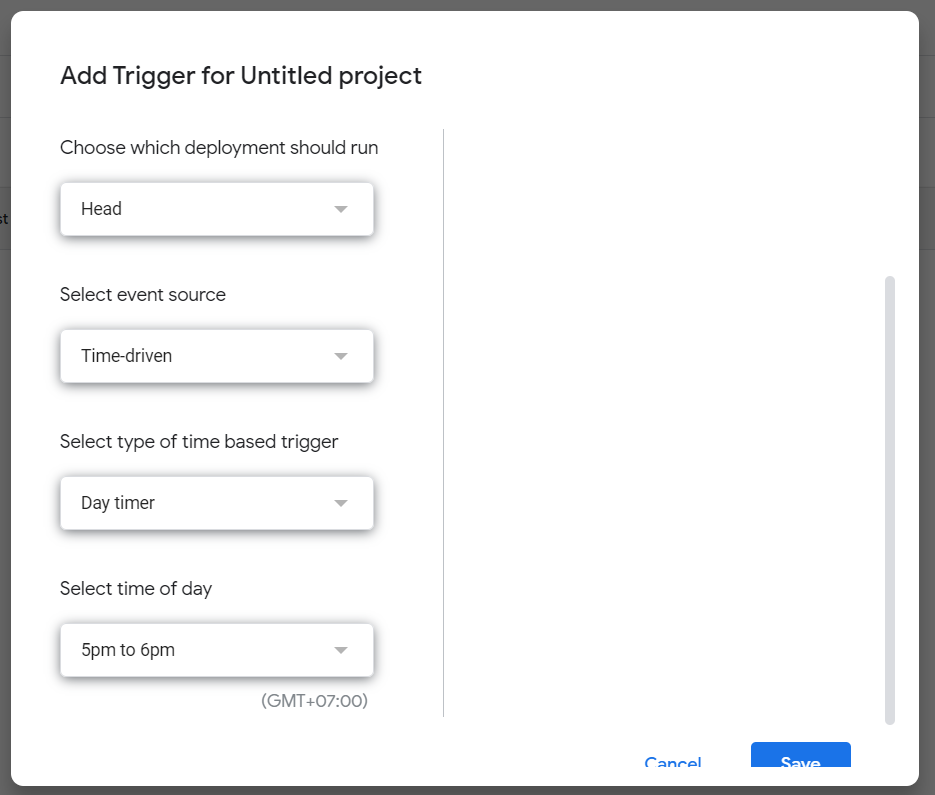 Add Trigger for Untitled project
Choose which deployment should run
Head
Select event source
Time-driven
Select type of time based trigger
Day timer
Select time of day
5pm to 6pm
(GMT+07:00)
Cancel
Save
st